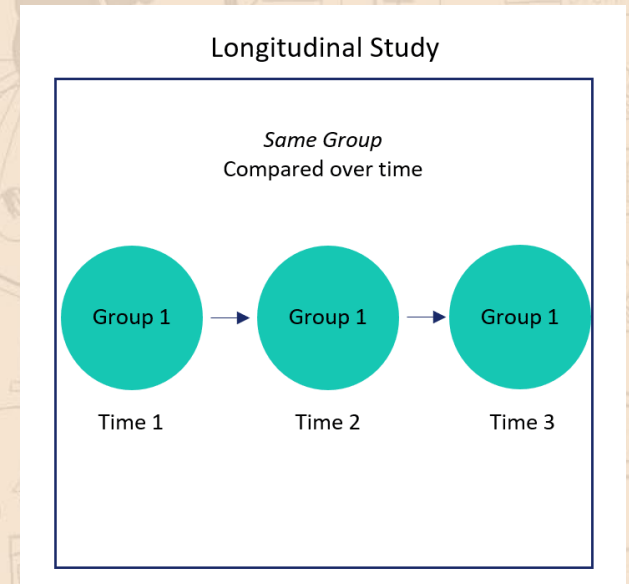 Longitudinal Study
Same Group
Compared over time
Group 1
Group 1
Group 1
Time 1
Time 2
Time 3